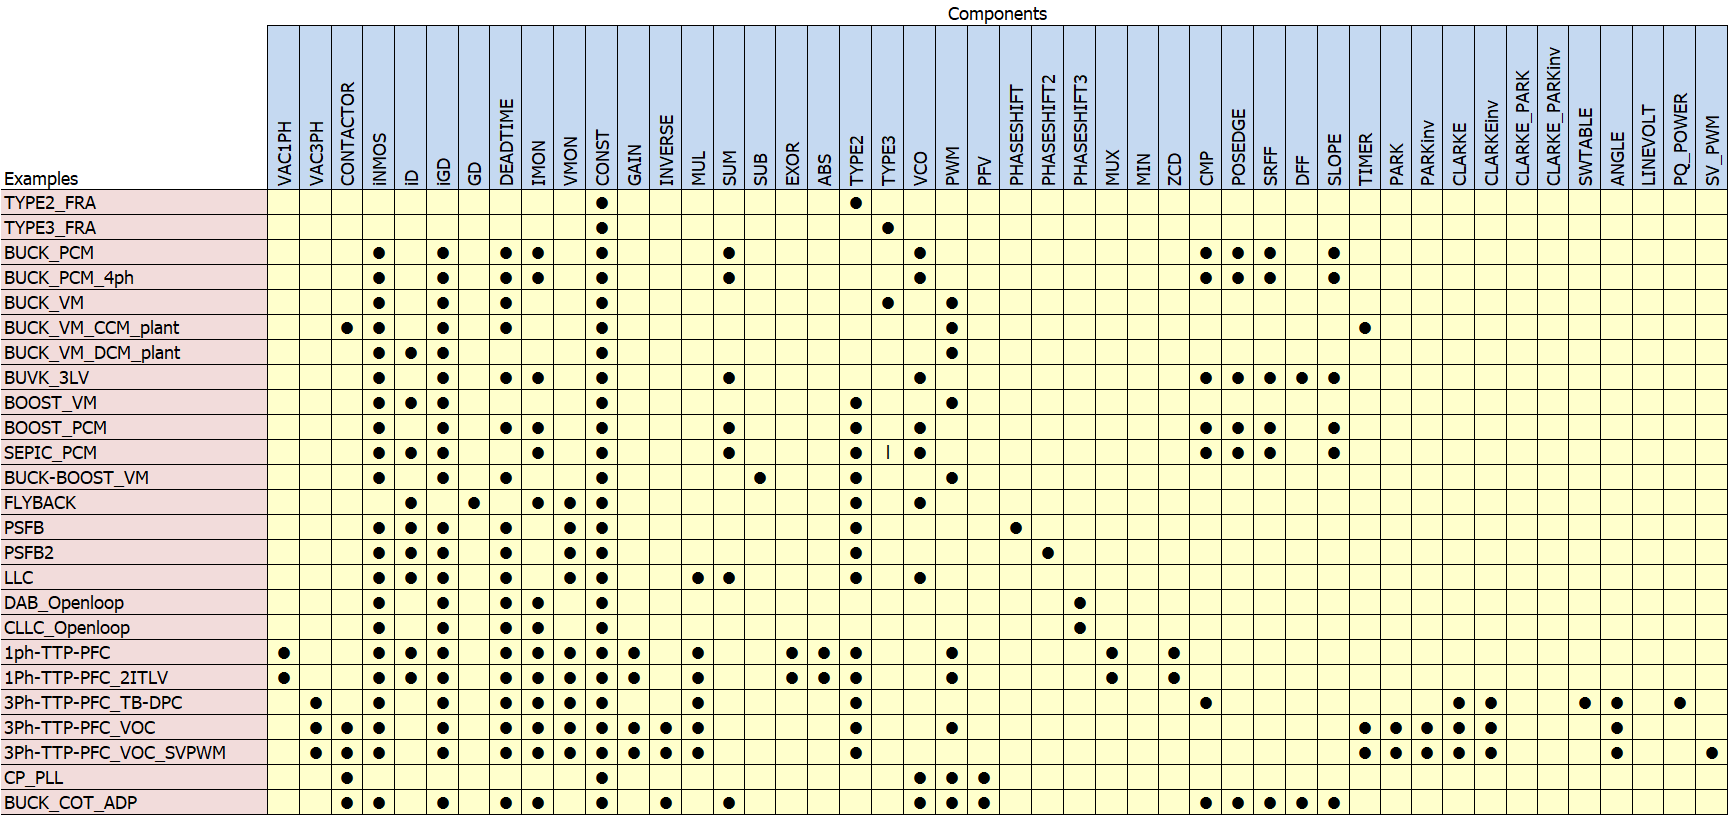 Components
Examples
VAC1PH
VAC3PH
CONTACTOR
iNMOS
iD
iGD
GD
DEADTIME
IMON
VMON
CONST
GAIN
INVERSE
MUL
SUM
SUB
EXOR
ABS
TYPE2
TYPE3
VCO
PWM
PFV
PHASESHIFT
PHASESHIFT2
PHASESHIFT3
MUX
MIN
ZCD
CMP
POSEDGE
SRFF
DFF
SLOPE
TIMER
PARK
PARKinv
CLARKE
CLARKEinv
CLARKE_PARK
CLARKE_PARKinv
SWTABLE
ANGLE
LINEVOLT
PQ_POWER
SV_PWM
TYPE2_FRA
TYPE3_FRA
BUCK_PCM
BUCK_PCM_4ph
BUCK_VM
BUCK_VM_CCM_plant
BUCK_VM_DCM_plant
BUVK_3LV
BOOST_VM
BOOST_PCM
SEPIC_PCM l
BUCK-BOOST_VM
FLYBACK
PSFB
PSFB2
LLC
DAB_Openloop
CLLC_Openloop
1ph-TTP-PFC
1Ph-TTP-PFC_2ITLV
3Ph-TTP-PFC_TB-DPC
3Ph-TTP-PFC_VOC
3Ph-TTP-PFC_VOC_SVPWM
CP_PLL
BUCK_COT_ADP